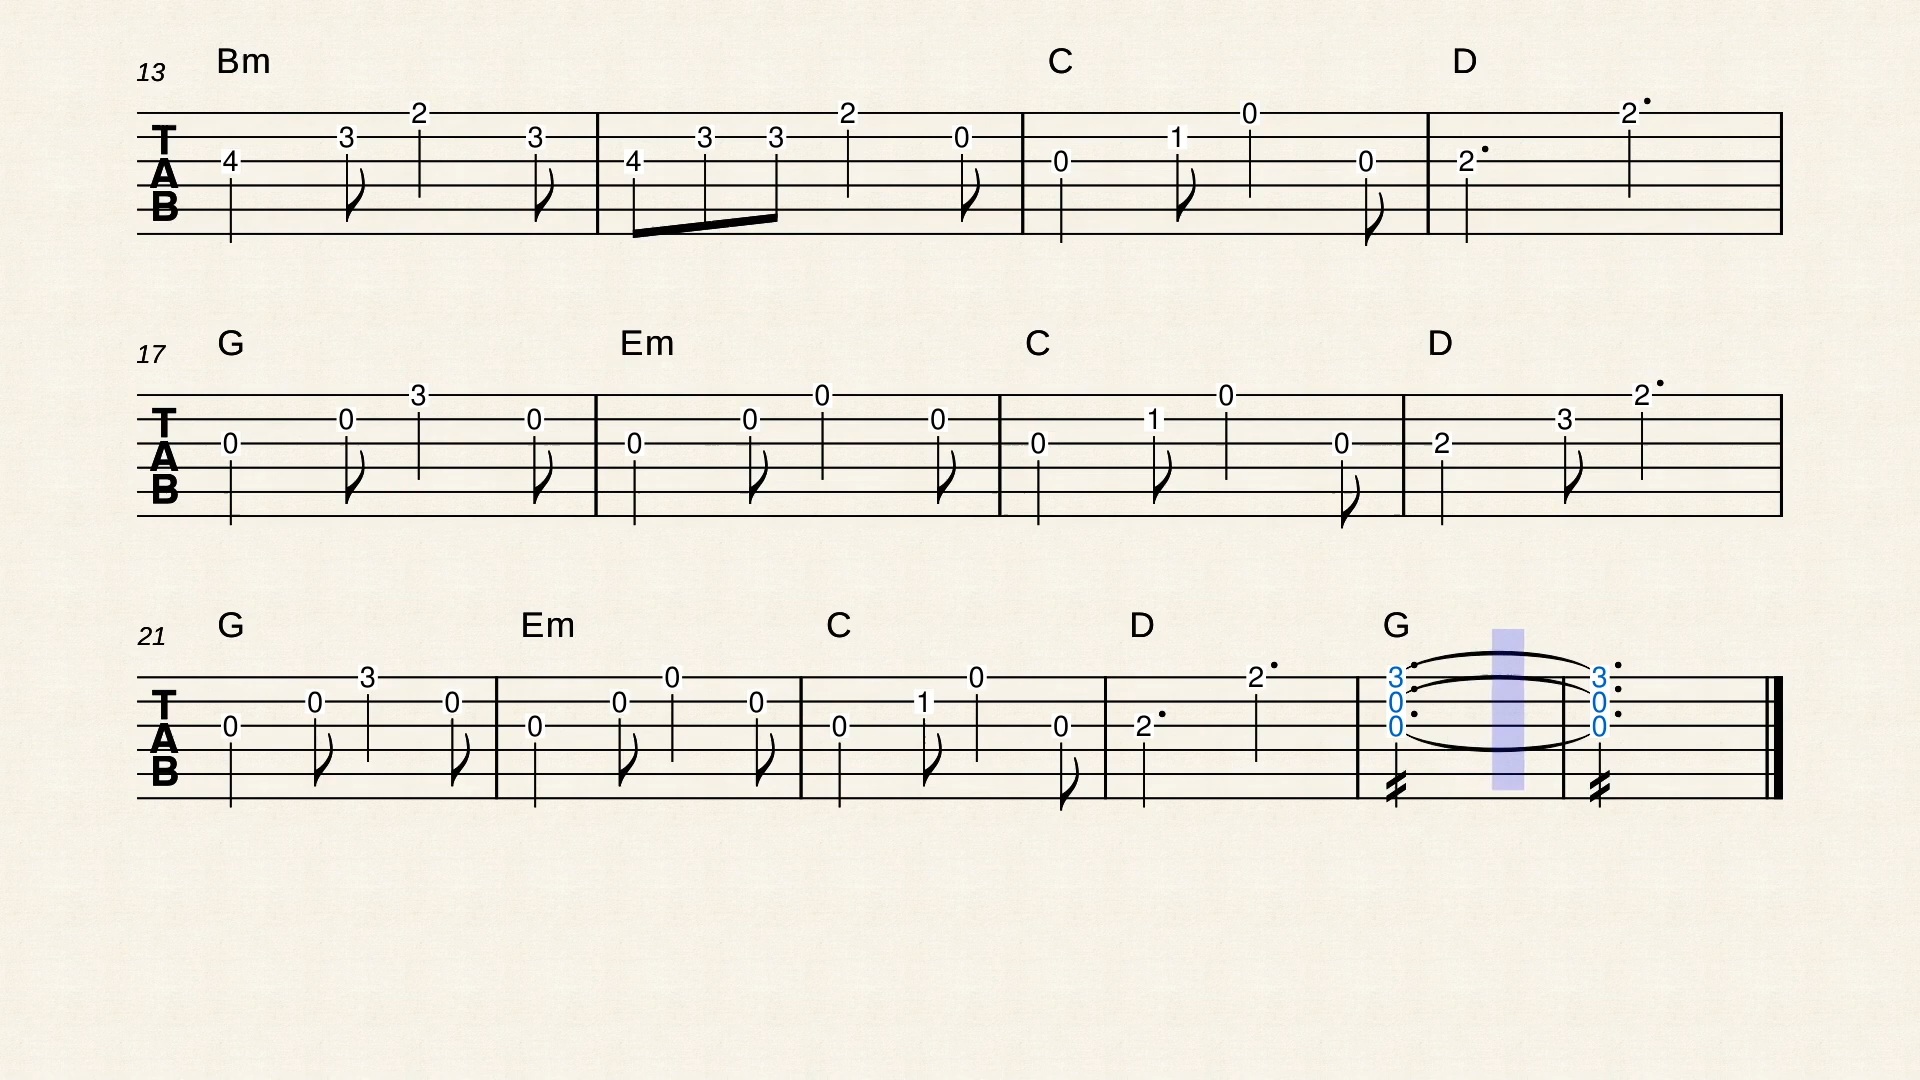 13 Bm C D
2 2 0 2
3 3 3 3 0 1
4 4 0 0 2
TAB
17 G Em C D
3 0 0 2
0 0 0 0 1 3
0 0 0 0 2
TAB
21 G Em C D G
3 0 0 2 3 3
0 0 0 0 1 0 0
0 0 0 0 2 0 0
TAB